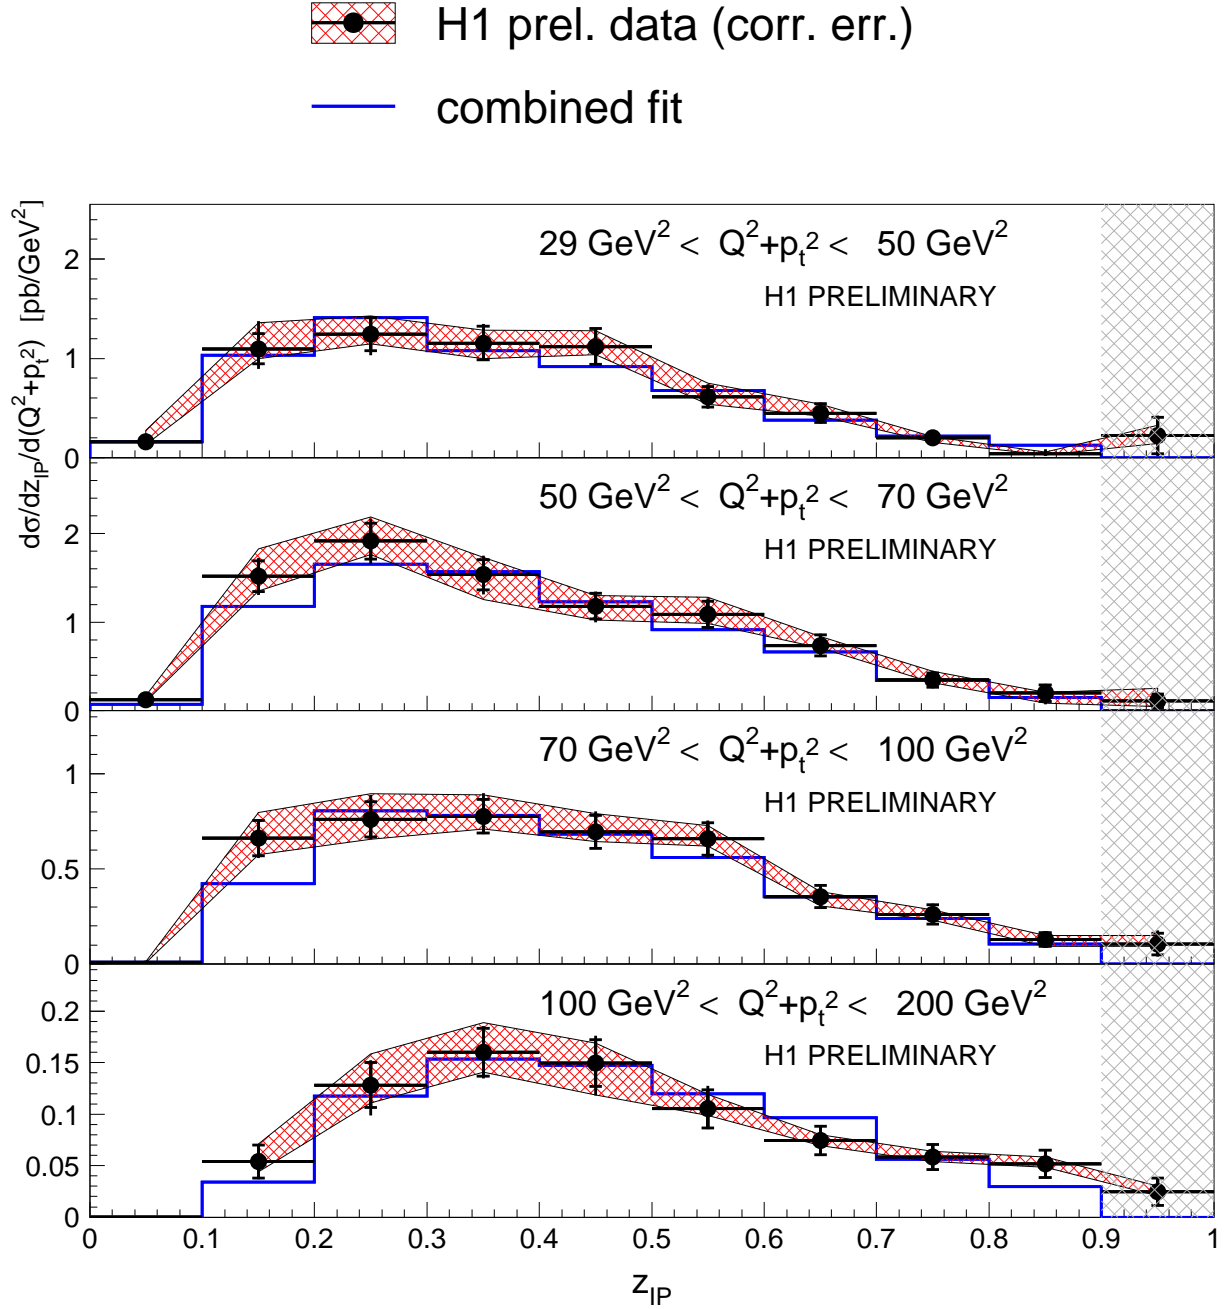 H1 prel. data (corr. err.)
combined fit
dσ/dz_IP/d(Q²+p_t²) [pb/GeV²]
29 GeV² < Q²+p_t² < 50 GeV²
H1 PRELIMINARY
2
1
0
50 GeV² < Q²+p_t² < 70 GeV²
H1 PRELIMINARY
2
1
0
70 GeV² < Q²+p_t² < 100 GeV²
H1 PRELIMINARY
1
0.5
0
100 GeV² < Q²+p_t² < 200 GeV²
H1 PRELIMINARY
0.2
0.15
0.1
0.05
0
0 0.1 0.2 0.3 0.4 0.5 0.6 0.7 0.8 0.9 1
z_IP